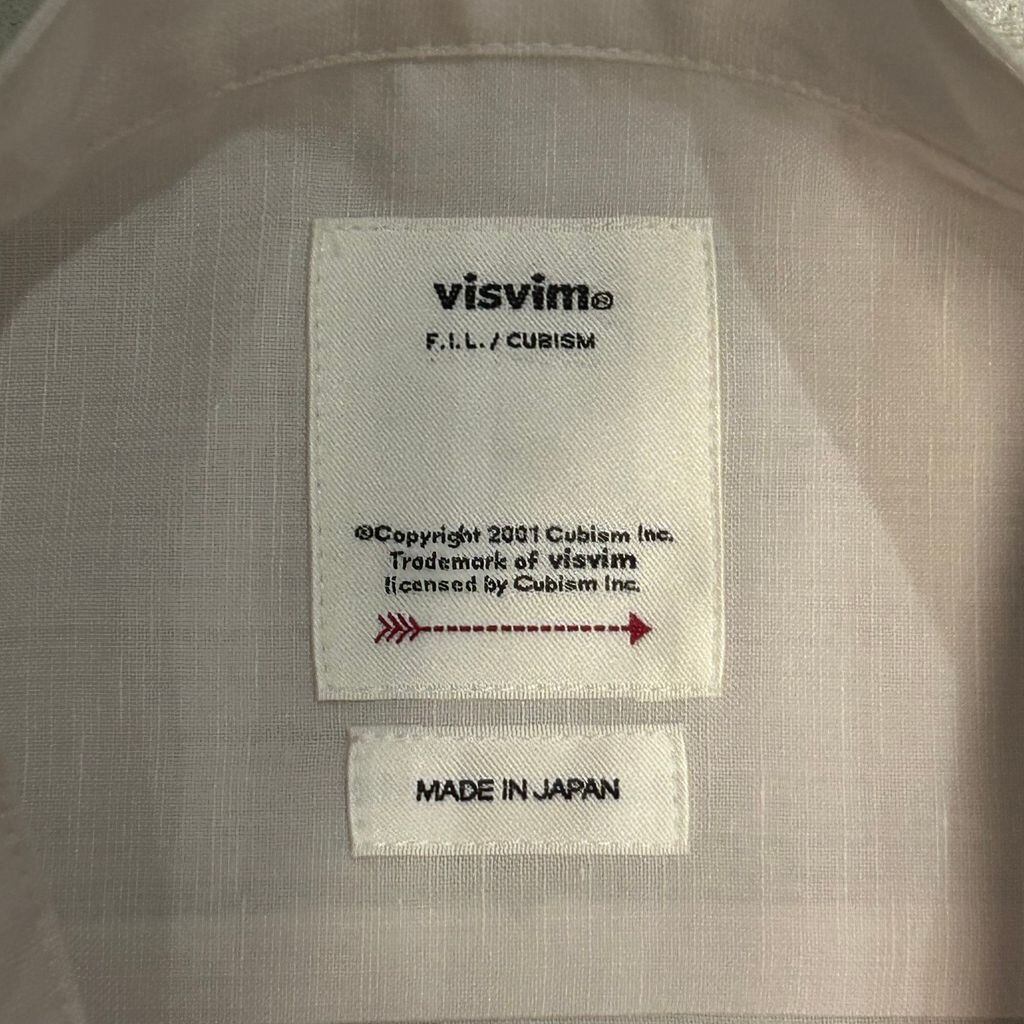 visvim®
F.I.L. / CUBISM
©Copyright 2001 Cubism Inc.
Trademark of visvim
licensed by Cubism Inc.
MADE IN JAPAN